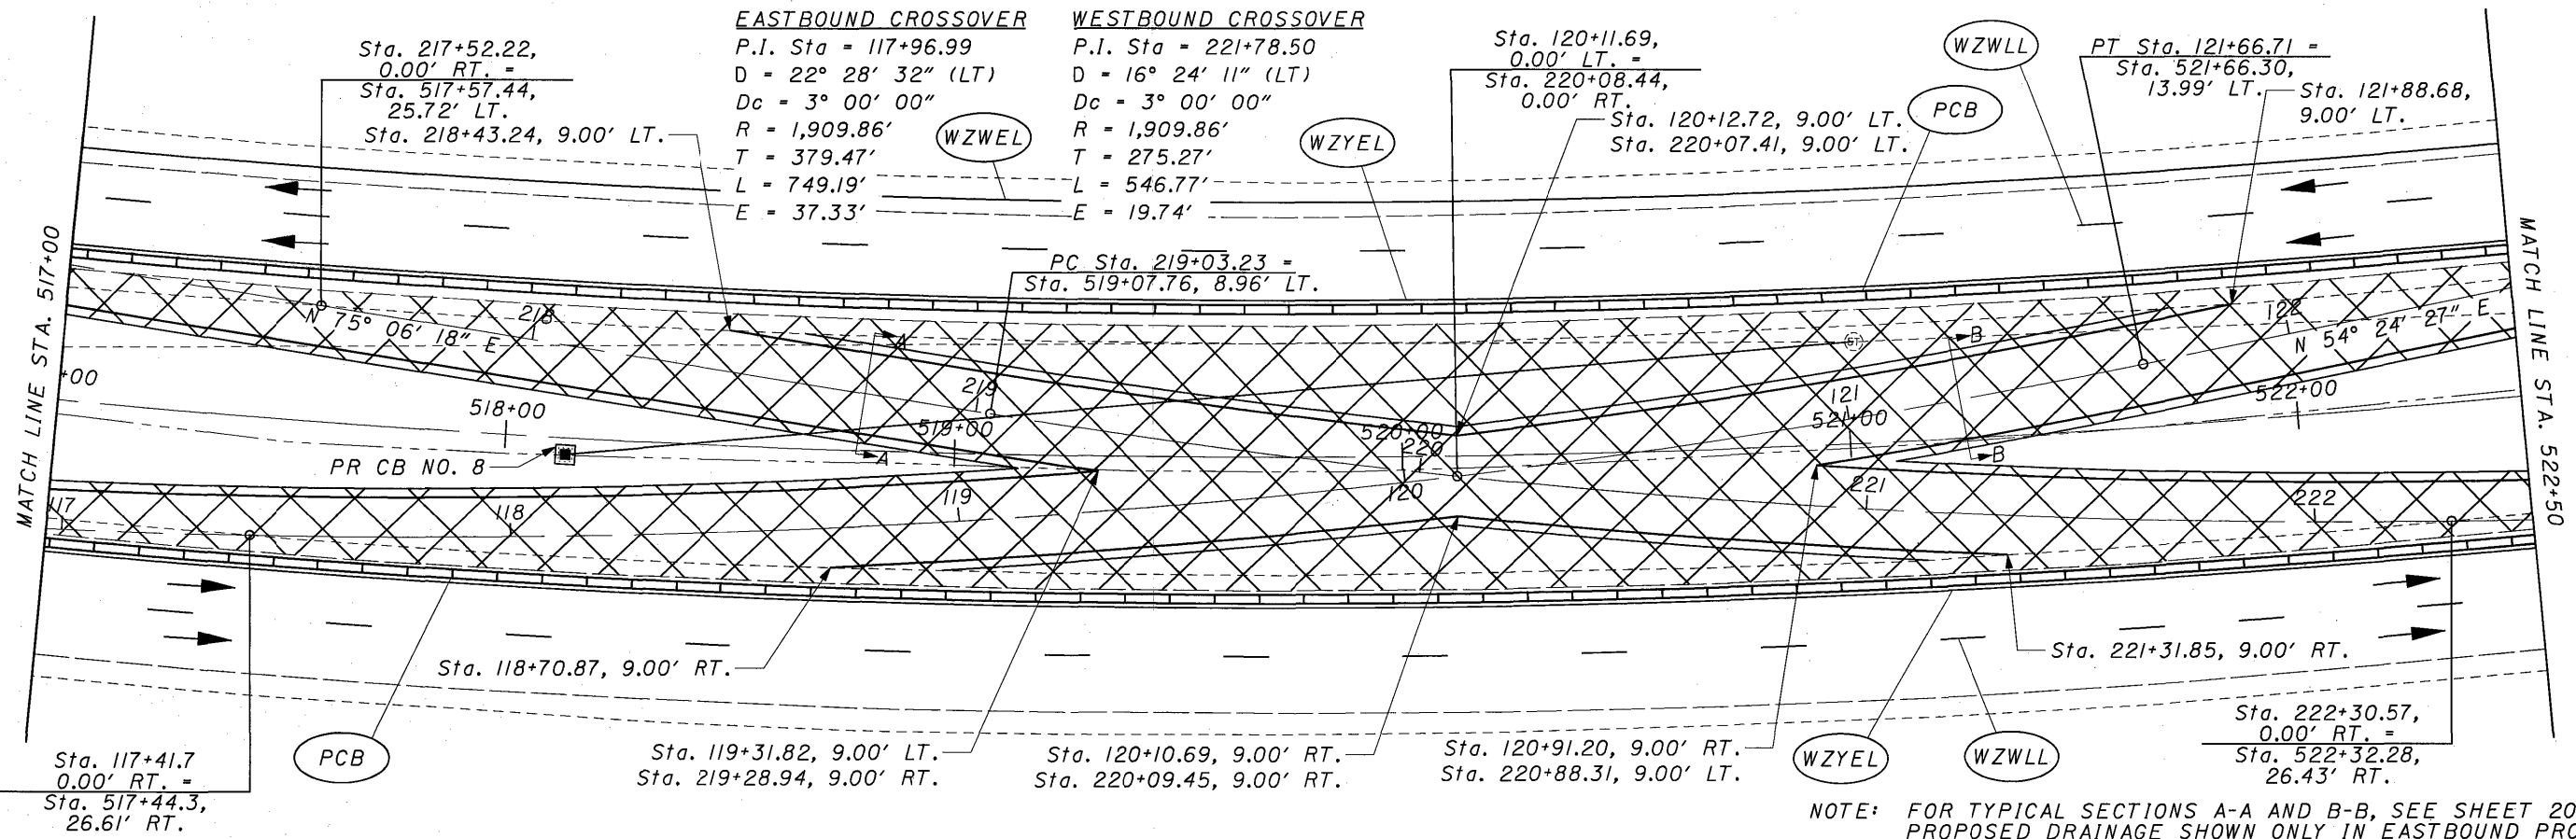 EASTBOUND CROSSOVER
P.I. Sta = 117+96.99
D = 22° 28' 32" (LT)
Dc = 3° 00' 00"
R = 1,909.86'
T = 379.47'
L = 749.19'
E = 37.33'
WESTBOUND CROSSOVER
P.I. Sta = 221+78.50
D = 16° 24' 11" (LT)
Dc = 3° 00' 00"
R = 1,909.86'
T = 275.27'
L = 546.77'
E = 19.74'
Sta. 217+52.22,
0.00' RT. =
Sta. 517+57.44,
25.72' LT.
Sta. 218+43.24, 9.00' LT.
WZWEL
WZYEL
Sta. 120+11.69,
0.00' LT. =
Sta. 220+08.44,
0.00' RT.
Sta. 120+12.72, 9.00' LT.
Sta. 220+07.41, 9.00' LT.
WZWLL
PCB
PT Sta. 121+66.71 =
Sta. 521+66.30,
13.99' LT.
Sta. 121+88.68,
9.00' LT.
MATCH LINE STA. 517+00
MATCH LINE STA. 522+50
PC Sta. 219+03.23 =
Sta. 519+07.76, 8.96' LT.
N 75° 06' 18" E
218
A
ST
B
122
N 54° 24' 27" E
+00
518+00
219
519+00
520+00
220
121
521+00
522+00
PR CB NO. 8
A
B
117
118
119
120
221
222
Sta. 118+70.87, 9.00' RT.
Sta. 221+31.85, 9.00' RT.
Sta. 117+41.7
0.00' RT. =
Sta. 517+44.3,
26.61' RT.
PCB
Sta. 119+31.82, 9.00' LT.
Sta. 219+28.94, 9.00' RT.
Sta. 120+10.69, 9.00' RT.
Sta. 220+09.45, 9.00' RT.
Sta. 120+91.20, 9.00' RT.
Sta. 220+88.31, 9.00' LT.
WZYEL
WZWLL
Sta. 222+30.57,
0.00' RT. =
Sta. 522+32.28,
26.43' RT.
NOTE: FOR TYPICAL SECTIONS A-A AND B-B, SEE SHEET 20
PROPOSED DRAINAGE SHOWN ONLY IN EASTBOUND PRO